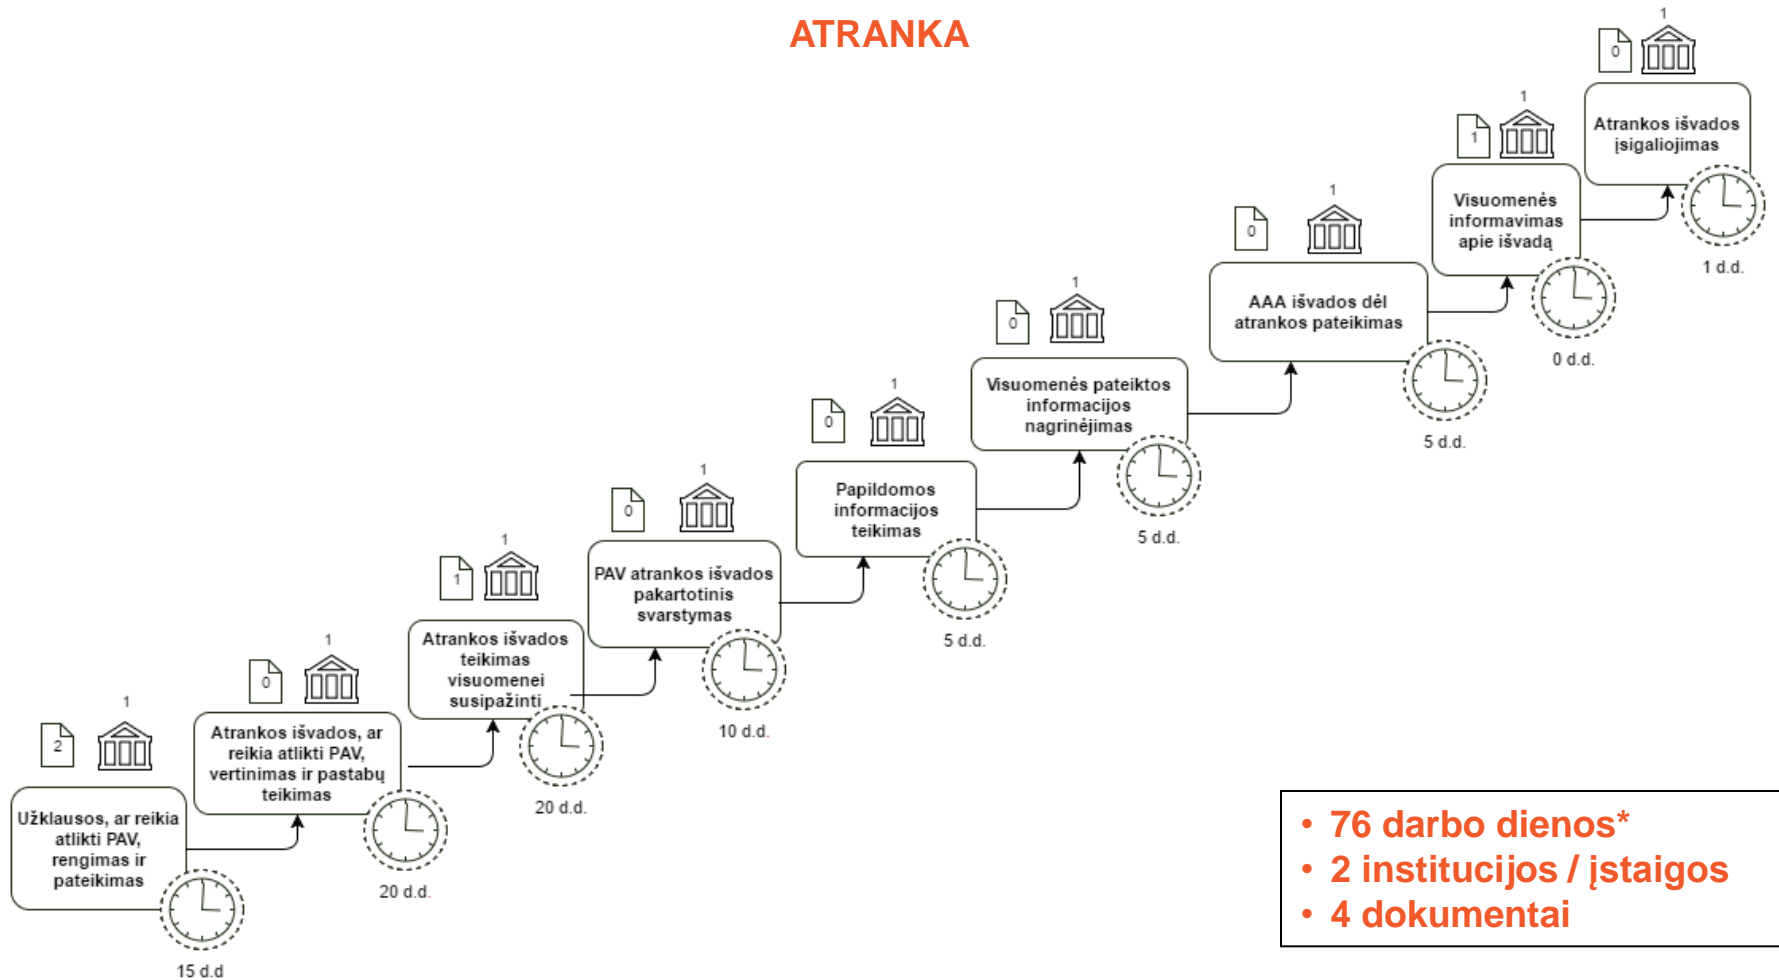 ATRANKA
2
1
Užklausos, ar reikia
atlikti PAV,
rengimas ir
pateikimas
15 d.d
0
1
Atrankos išvados, ar
reikia atlikti PAV,
vertinimas ir pastabų
teikimas
20 d.d.
1
1
Atrankos išvados
teikimas
visuomenei
susipažinti
20 d.d.
0
1
PAV atrankos išvados
pakartotinis
svarstymas
10 d.d.
0
1
Papildomos
informacijos
teikimas
5 d.d.
0
1
Visuomenės pateiktos
informacijos
nagrinėjimas
5 d.d.
0
1
AAA išvados dėl
atrankos pateikimas
5 d.d.
1
1
Visuomenės
informavimas
apie išvadą
0 d.d.
0
1
Atrankos išvados
įsigaliojimas
1 d.d.
• 76 darbo dienos*
• 2 institucijos / įstaigos
• 4 dokumentai